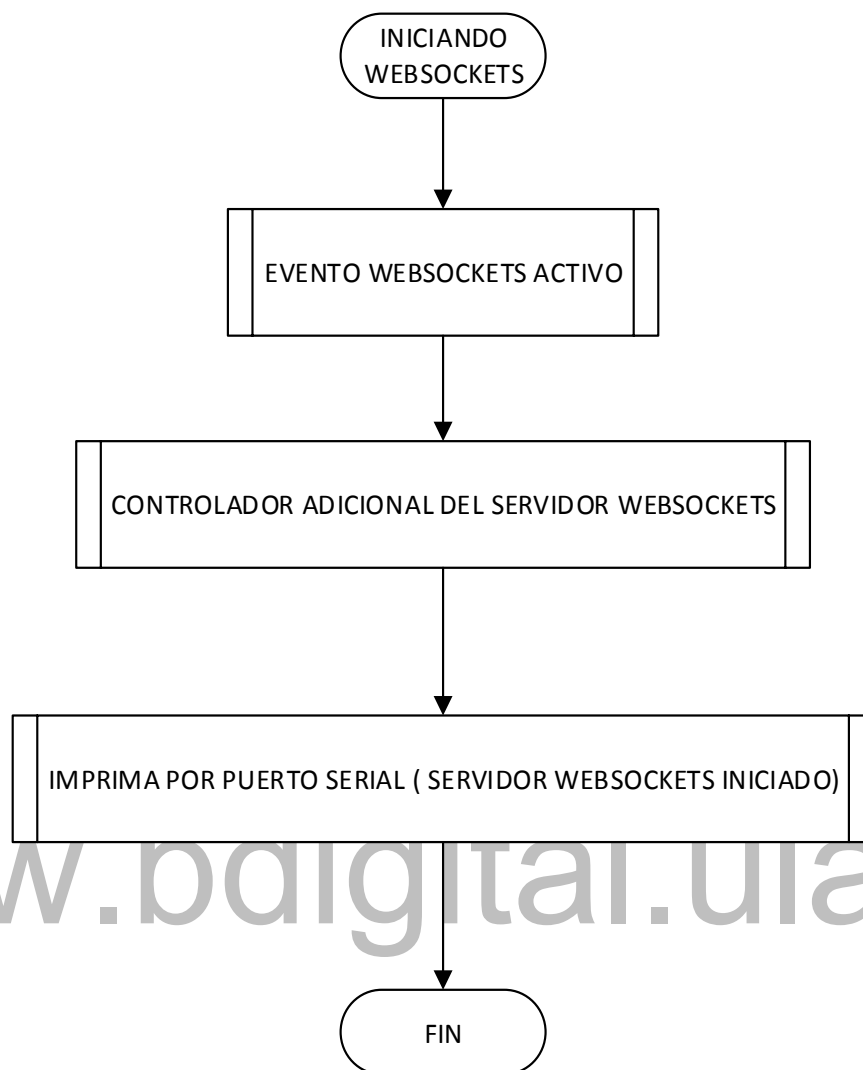 INICIANDO
WEBSOCKETS
EVENTO WEBSOCKETS ACTIVO
CONTROLADOR ADICIONAL DEL SERVIDOR WEBSOCKETS
IMPRIMA POR PUERTO SERIAL ( SERVIDOR WEBSOCKETS INICIADO)
w.bdigital.ula
FIN